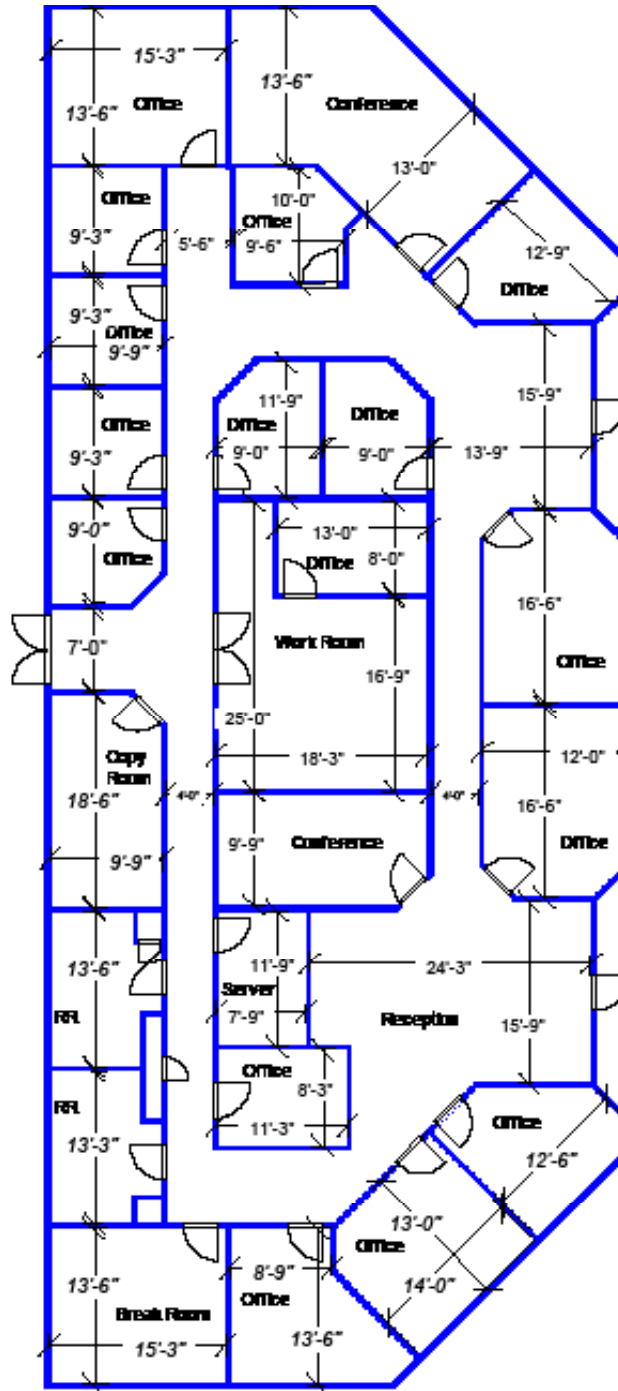 15'-3"
13'-6"
Office
13'-6"
Conference
13'-0"
Office
9'-3"
5'-6"
10'-0"
Office
9'-6"
12'-9"
Office
9'-3"
Office
9'-9"
15'-9"
11'-9"
Office
Office
9'-0"
9'-0"
13'-9"
Office
9'-3"
9'-0"
Office
13'-0"
Office
8'-0"
16'-6"
Office
7'-0"
Work Room
16'-9"
25'-0"
18'-3"
Copy
Room
18'-6"
9'-9"
4'-0"
4'-0"
12'-0"
16'-6"
Office
9'-9"
Conference
13'-6"
RR.
11'-9"
Server
7'-9"
24'-3"
Reception
15'-9"
RR.
13'-3"
Office
8'-3"
11'-3"
Office
12'-6"
13'-0"
Office
14'-0"
13'-6"
Break Room
15'-3"
8'-9"
Office
13'-6"